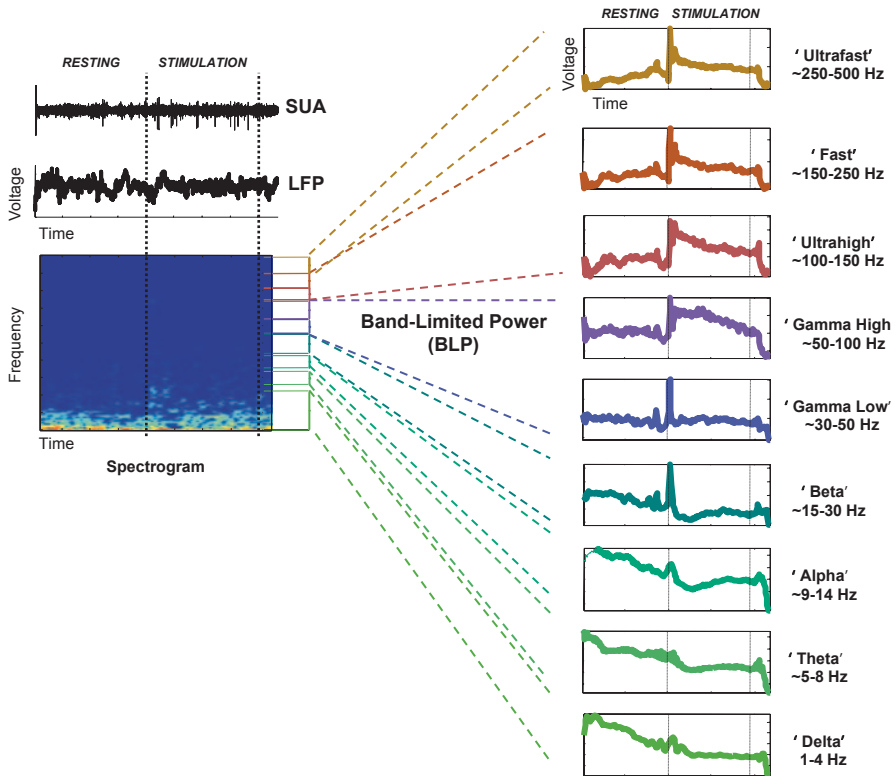 RESTING STIMULATION
SUA
LFP
Voltage
Time
Frequency
Time
Spectrogram
Band-Limited Power
(BLP)
RESTING STIMULATION
Voltage
Time
‘ Ultrafast’
~250-500 Hz
‘ Fast’
~150-250 Hz
‘ Ultrahigh’
~100-150 Hz
‘ Gamma High
~50-100 Hz
‘ Gamma Low’
~30-50 Hz
‘ Beta’
~15-30 Hz
‘ Alpha’
~9-14 Hz
‘ Theta’
~5-8 Hz
‘ Delta’
1-4 Hz